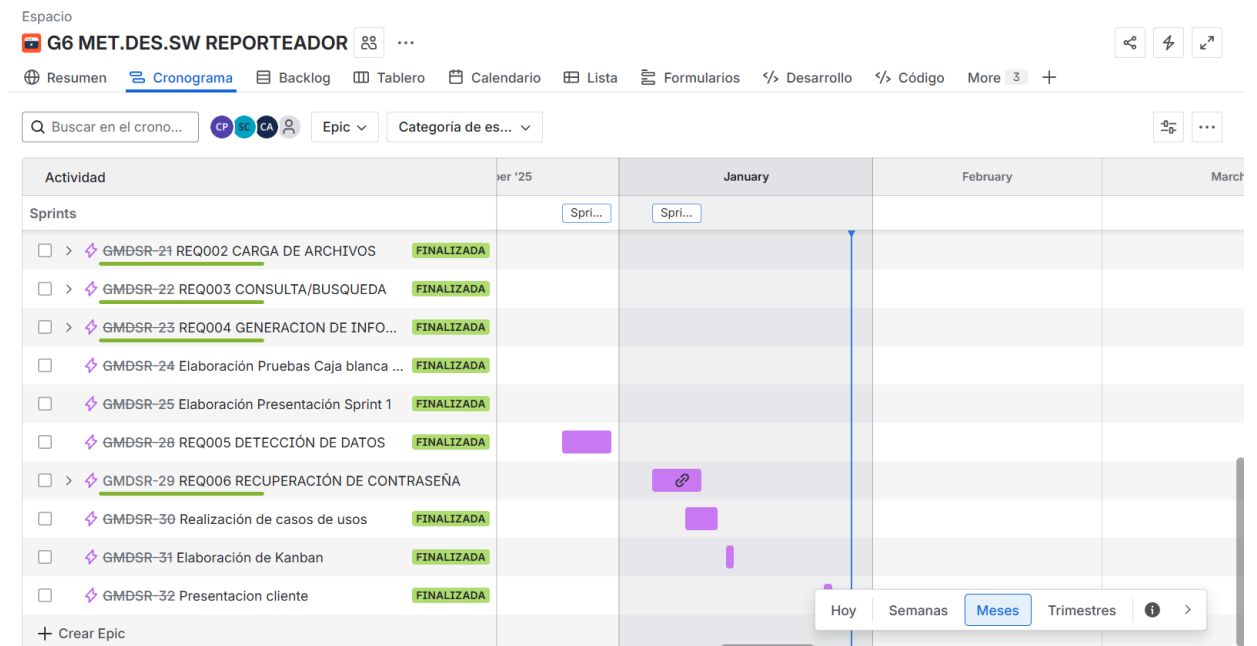 Espacio
G6 MET.DES.SW REPORTEADOR
Resumen Cronograma Backlog Tablero Calendario Lista Formularios Desarrollo Código More 3
Buscar en el crono... CP SC CA Epic Categoría de es...
Actividad ber '25 January February March
Sprints Spri... Spri...
GMDSR-21 REQ002 CARGA DE ARCHIVOS FINALIZADA
GMDSR-22 REQ003 CONSULTA/BUSQUEDA FINALIZADA
GMDSR-23 REQ004 GENERACION DE INFO... FINALIZADA
GMDSR-24 Elaboración Pruebas Caja blanca ... FINALIZADA
GMDSR-25 Elaboración Presentación Sprint 1 FINALIZADA
GMDSR-28 REQ005 DETECCIÓN DE DATOS FINALIZADA
GMDSR-29 REQ006 RECUPERACIÓN DE CONTRASEÑA
GMDSR-30 Realización de casos de usos FINALIZADA
GMDSR-31 Elaboración de Kanban FINALIZADA
GMDSR-32 Presentacion cliente FINALIZADA
Hoy Semanas Meses Trimestres
Crear Epic